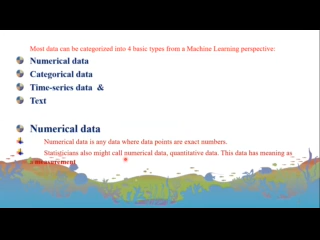 Most data can be categorized into 4 basic types from a Machine Learning perspective:
Numerical data
Categorical data
Time-series data &
Text
Numerical data
Numerical data is any data where data points are exact numbers.
Statisticians also might call numerical data, quantitative data. This data has meaning as
a measurement